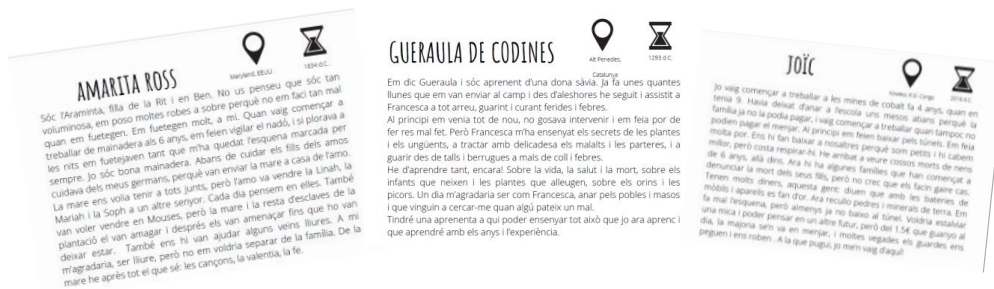 AMARITA ROSS
Maryland, EEUU
1834 d.C.
Sóc l'Araminta, filla de la Rit i en Ben. No us penseu que sóc tan
voluminosa, em poso moltes robes a sobre perquè no em faci tan mal
quan em fuetegen. Em fuetegen molt, a mi. Quan vaig començar a
treballar de mainadera als 6 anys, em feien vigilar el nadó, i si plorava a
les nits em fuetejaven tant que m'ha quedat l'esquena marcada per
sempre. Jo sóc bona mainadera. Abans de cuidar els fills dels amos
cuidava dels meus germans, perquè van enviar la mare a casa de l'amo.
La mare ens volia tenir a tots junts, però l'amo va vendre la Linah, la
Mariah i la Soph a un altre senyor. Cada dia pensem en elles. També
van voler vendre en Mouses, però la mare i la resta d'esclaves de la
plantació el van amagar i després els van amenaçar fins que ho van
deixar estar. També ens hi van ajudar alguns veïns lliures. A mi
m'agradaria, ser lliure, però no em voldria separar de la família. De la
mare he après tot el que sé: les cançons, la valentia, la fe.
GUERAULA DE CODINES
Alt Penedès,
Catalunya
1293 d.C.
Em dic Gueraula i sóc aprenent d'una dona sàvia. Ja fa unes quantes
llunes que em van enviar al camp i des d'aleshores he seguit i assistit a
Francesca a tot arreu, guarint i curant ferides i febres.
Al principi em venia tot de nou, no gosava intervenir i em feia por de
fer res mal fet. Però Francesca m'ha ensenyat els secrets de les plantes
i els ungüents, a tractar amb delicadesa els malalts i les parteres, i a
guarir des de talls i berrugues a mals de coll i febres.
He d'aprendre tant, encara! Sobre la vida, la salut i la mort, sobre els
infants que neixen i les plantes que alleugen, sobre els orins i les
picors. Un dia m'agradaria ser com Francesca, anar pels pobles i masos
i que vinguin a cercar-me quan algú pateix un mal.
Tindré una aprenenta a qui poder ensenyar tot això que jo ara aprenc i
que aprendré amb els anys i l'experiència.
JOÏC
R.D. Congo
Jo vaig començar a treballar a les mines de cobalt fa 4 anys, quan en
tenia 9. Havia deixat d'anar a l'escola uns mesos abans perquè la
família ja no la podia pagar, i vaig començar a treballar quan tampoc no
podien pagar el menjar. Al principi em feien baixar pels túnels. Em feia
molta por. Ens hi fan baixar a nosaltres perquè som petits i hi cabem
millor, però costa respirar-hi. He arribat a veure cossos morts de nens
de 6 anys, allà dins. Ara hi ha algunes famílies que han començat a
denunciar la mort dels seus fills, però no crec que els facin gaire cas.
Tenen molts diners, aquesta gent: diuen que amb les bateries de
mòbils i aparells es fan d'or. Ara recullo pedres i minerals de terra. Em
fa mal l'esquena, però almenys ja no baixo al túnel. Voldria estalviar
una mica i poder pensar en un altre futur, però del 1.5€ que guanyo al
dia, la majoria se'n va en menjar, i moltes vegades els guardes ens
peguen i ens roben . A la que pugui, jo me'n vaig d'aquí!